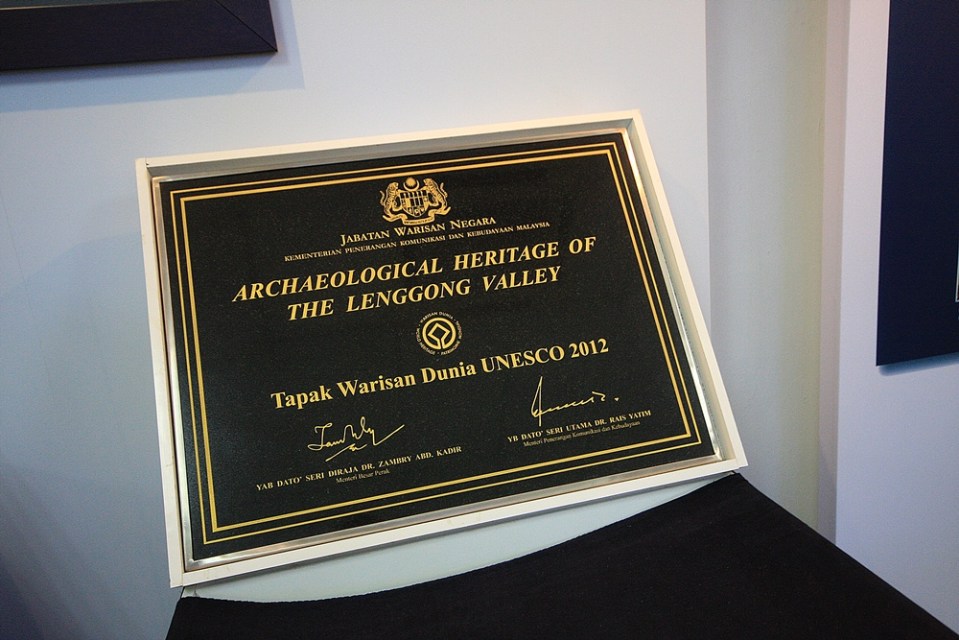 JABATAN WARISAN NEGARA
KEMENTERIAN PENERANGAN KOMUNIKASI DAN KEBUDAYAAN MALAYSIA
ARCHAEOLOGICAL HERITAGE OF
THE LENGGONG VALLEY
Tapak Warisan Dunia UNESCO 2012
YAB DATO' SERI DIRAJA DR. ZAMBRY ABD. KADIR
Menteri Besar Perak
YB DATO' SERI UTAMA DR. RAIS YATIM
Menteri Penerangan Komunikasi dan Kebudayaan